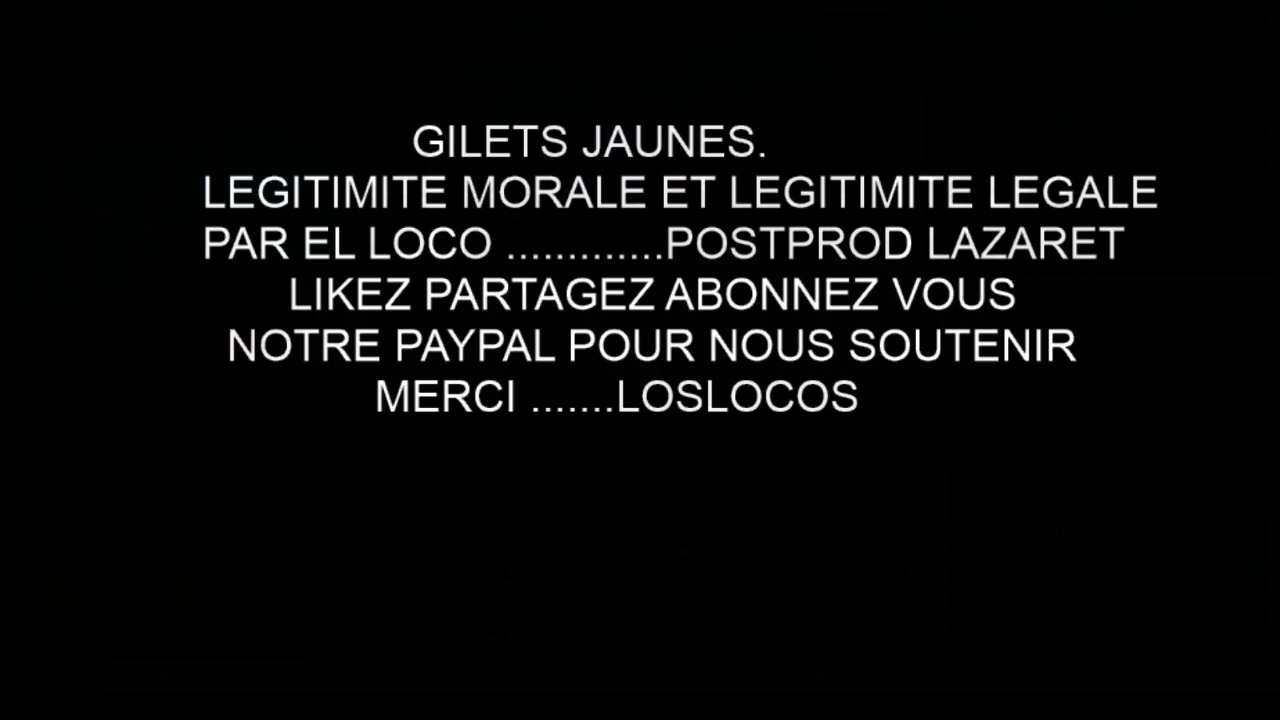 GILETS JAUNES.
LEGITIMITE MORALE ET LEGITIMITE LEGALE
PAR EL LOCO .............POSTPROD LAZARET
LIKEZ PARTAGEZ ABONNEZ VOUS
NOTRE PAYPAL POUR NOUS SOUTENIR
MERCI .......LOSLOCOS